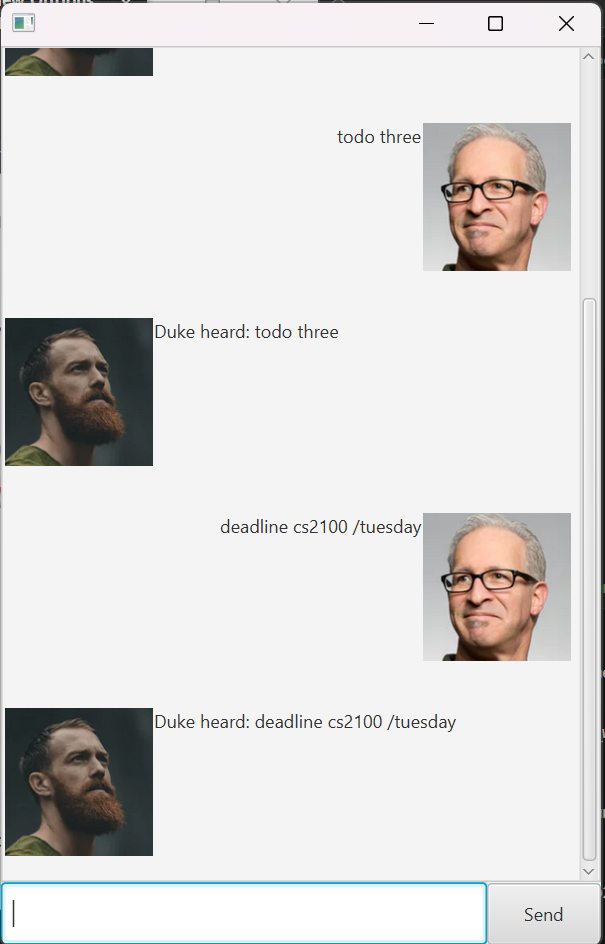 todo three
Duke heard: todo three
deadline cs2100 /tuesday
Duke heard: deadline cs2100 /tuesday
Send